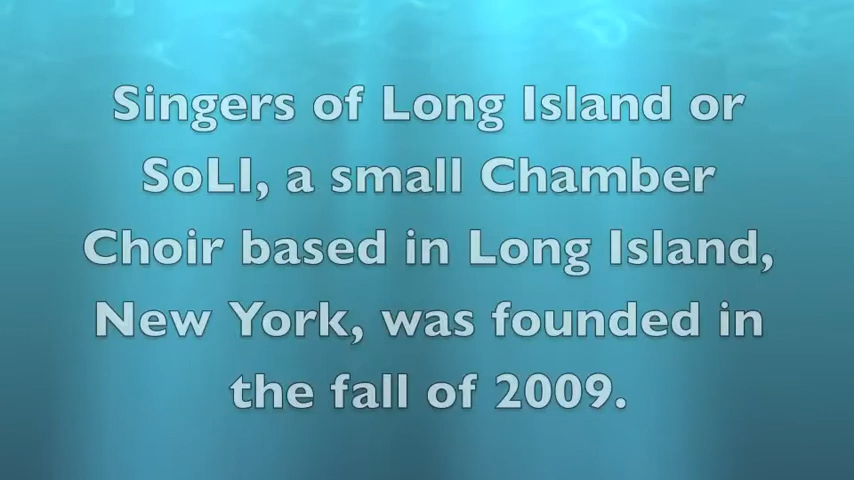 Singers of Long Island or
SoLI, a small Chamber
Choir based in Long Island,
New York, was founded in
the fall of 2009.